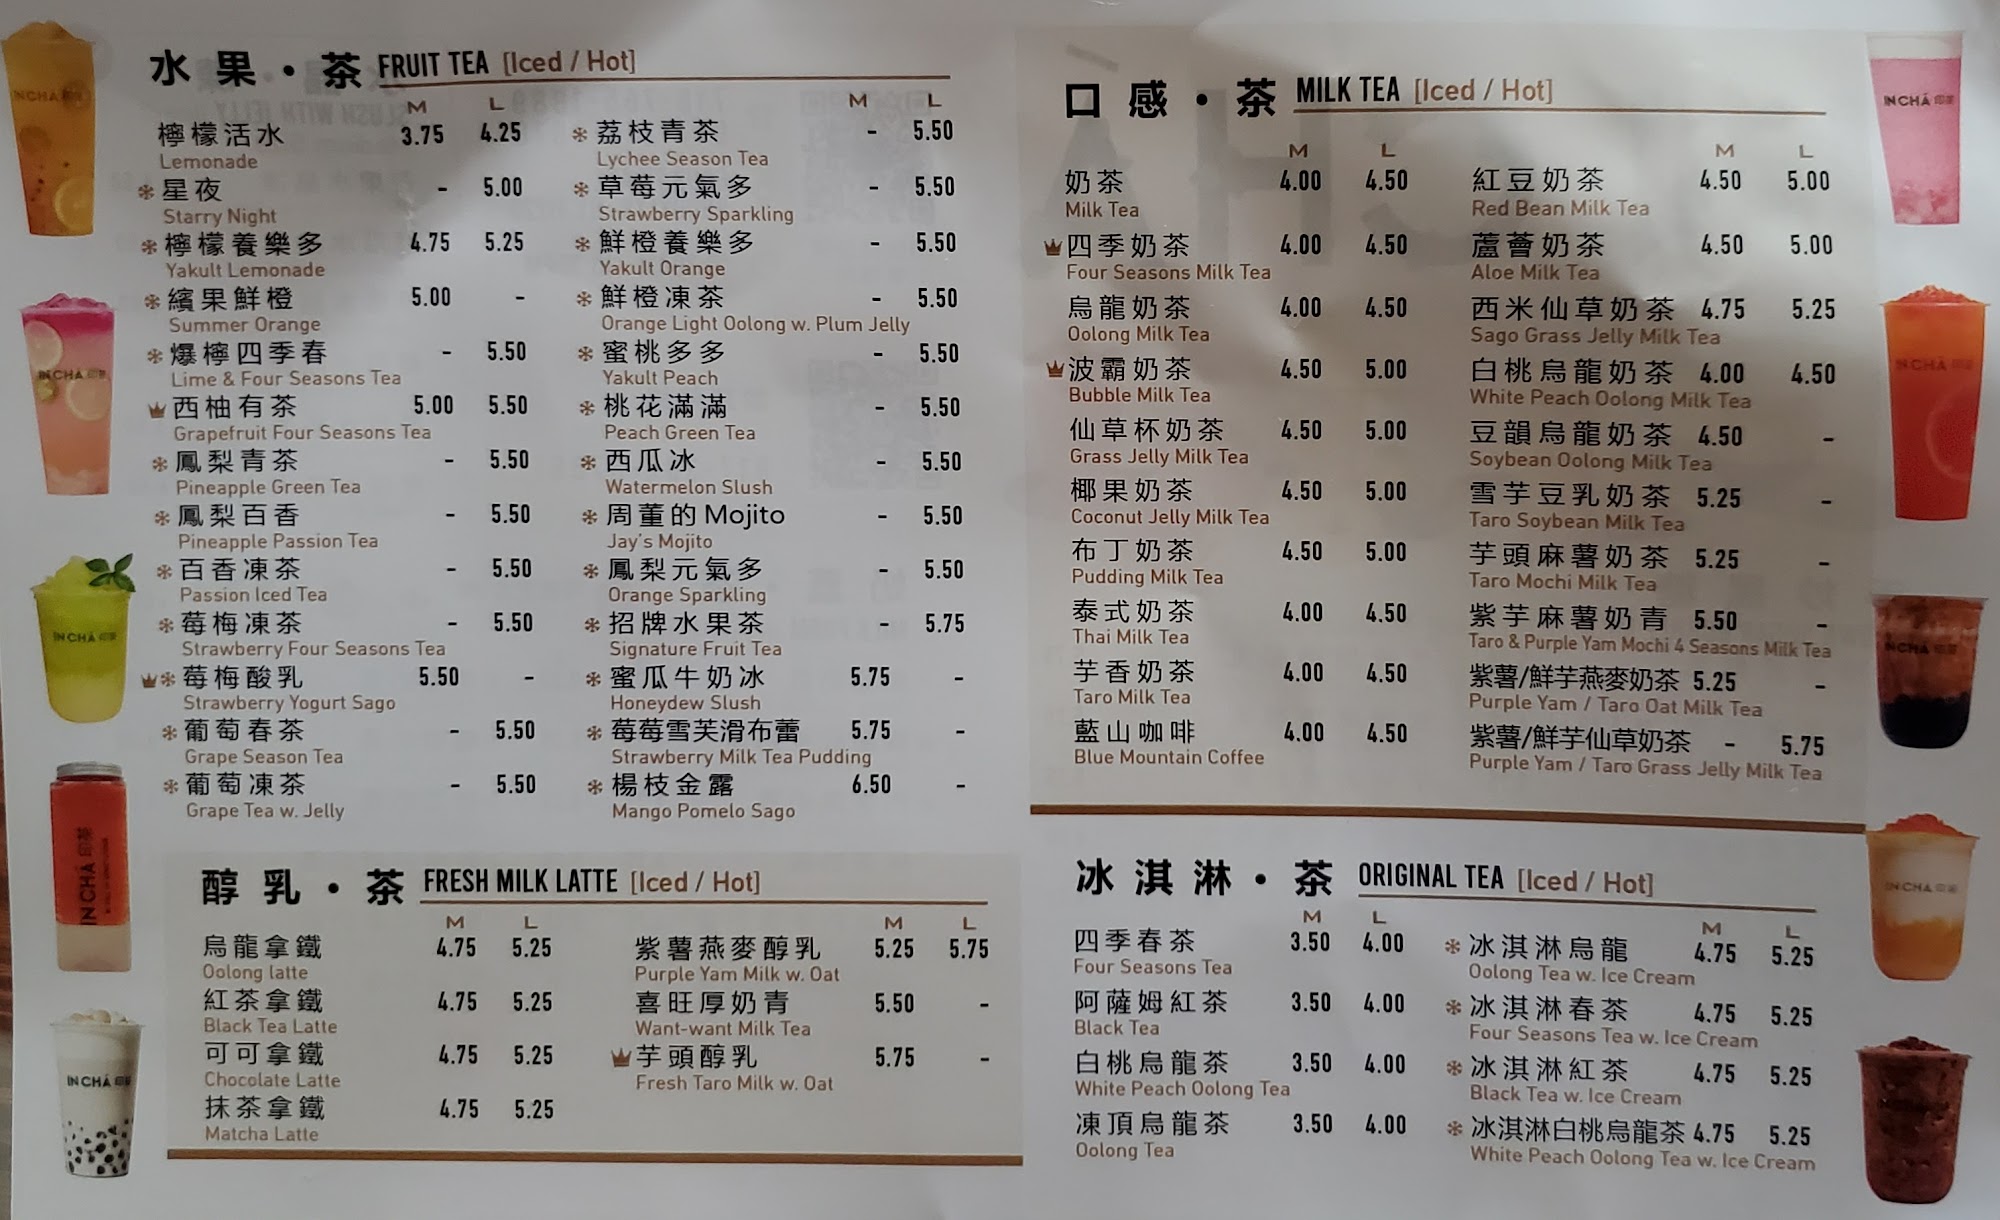 水果・茶 FRUIT TEA [Iced / Hot]
M L
檸檬活水 3.75 4.25
Lemonade
❄星夜 - 5.00
Starry Night
❄檸檬養樂多 4.75 5.25
Yakult Lemonade
❄繽果鮮橙 5.00 -
Summer Orange
❄爆檸四季春 - 5.50
Lime & Four Seasons Tea
西柚有茶 5.00 5.50
Grapefruit Four Seasons Tea
❄鳳梨青茶 - 5.50
Pineapple Green Tea
❄鳳梨百香 - 5.50
Pineapple Passion Tea
❄百香凍茶 - 5.50
Passion Iced Tea
❄莓梅凍茶 - 5.50
Strawberry Four Seasons Tea
❄莓梅酸乳 5.50 -
Strawberry Yogurt Sago
❄葡萄春茶 - 5.50
Grape Season Tea
❄葡萄凍茶 - 5.50
Grape Tea w. Jelly
M L
❄荔枝青茶 - 5.50
Lychee Season Tea
❄草莓元氣多 - 5.50
Strawberry Sparkling
❄鮮橙養樂多 - 5.50
Yakult Orange
❄鮮橙凍茶 - 5.50
Orange Light Oolong w. Plum Jelly
❄蜜桃多多 - 5.50
Yakult Peach
❄桃花滿滿 - 5.50
Peach Green Tea
❄西瓜冰 - 5.50
Watermelon Slush
❄周董的 Mojito - 5.50
Jay's Mojito
❄鳳梨元氣多 - 5.50
Orange Sparkling
❄招牌水果茶 - 5.75
Signature Fruit Tea
❄蜜瓜牛奶冰 5.75 -
Honeydew Slush
❄莓莓雪芙滑布蕾 5.75 -
Strawberry Milk Tea Pudding
❄楊枝金露 6.50 -
Mango Pomelo Sago
醇乳・茶 FRESH MILK LATTE [Iced / Hot]
M L
烏龍拿鐵 4.75 5.25
Oolong latte
紅茶拿鐵 4.75 5.25
Black Tea Latte
可可拿鐵 4.75 5.25
Chocolate Latte
抹茶拿鐵 4.75 5.25
Matcha Latte
M L
紫薯燕麥醇乳 5.25 5.75
Purple Yam Milk w. Oat
喜旺厚奶青 5.50 -
Want-want Milk Tea
芋頭醇乳 5.75 -
Fresh Taro Milk w. Oat
口感・茶 MILK TEA [Iced / Hot]
M L
奶茶 4.00 4.50
Milk Tea
四季奶茶 4.00 4.50
Four Seasons Milk Tea
烏龍奶茶 4.00 4.50
Oolong Milk Tea
波霸奶茶 4.50 5.00
Bubble Milk Tea
仙草杯奶茶 4.50 5.00
Grass Jelly Milk Tea
椰果奶茶 4.50 5.00
Coconut Jelly Milk Tea
布丁奶茶 4.50 5.00
Pudding Milk Tea
泰式奶茶 4.00 4.50
Thai Milk Tea
芋香奶茶 4.00 4.50
Taro Milk Tea
藍山咖啡 4.00 4.50
Blue Mountain Coffee
M L
紅豆奶茶 4.50 5.00
Red Bean Milk Tea
蘆薈奶茶 4.50 5.00
Aloe Milk Tea
西米仙草奶茶 4.75 5.25
Sago Grass Jelly Milk Tea
白桃烏龍奶茶 4.00 4.50
White Peach Oolong Milk Tea
豆韻烏龍奶茶 4.50 -
Soybean Oolong Milk Tea
雪芋豆乳奶茶 5.25 -
Taro Soybean Milk Tea
芋頭麻薯奶茶 5.25 -
Taro Mochi Milk Tea
紫芋麻薯奶青 5.50 -
Taro & Purple Yam Mochi 4 Seasons Milk Tea
紫薯/鮮芋燕麥奶茶 5.25 -
Purple Yam / Taro Oat Milk Tea
紫薯/鮮芋仙草奶茶 - 5.75
Purple Yam / Taro Grass Jelly Milk Tea
冰淇淋・茶 ORIGINAL TEA [Iced / Hot]
M L
四季春茶 3.50 4.00
Four Seasons Tea
阿薩姆紅茶 3.50 4.00
Black Tea
白桃烏龍茶 3.50 4.00
White Peach Oolong Tea
凍頂烏龍茶 3.50 4.00
Oolong Tea
M L
❄冰淇淋烏龍 4.75 5.25
Oolong Tea w. Ice Cream
❄冰淇淋春茶 4.75 5.25
Four Seasons Tea w. Ice Cream
❄冰淇淋紅茶 4.75 5.25
Black Tea w. Ice Cream
❄冰淇淋白桃烏龍茶 4.75 5.25
White Peach Oolong Tea w. Ice Cream
IN CHÁ 印茶
IN CHÁ 印茶
IN CHÁ 印茶
IN CHÁ 印茶
IN CHÁ 印茶
IN CHÁ 印茶
IN CHÁ 印茶
IN CHÁ 印茶
IN CHÁ 印茶